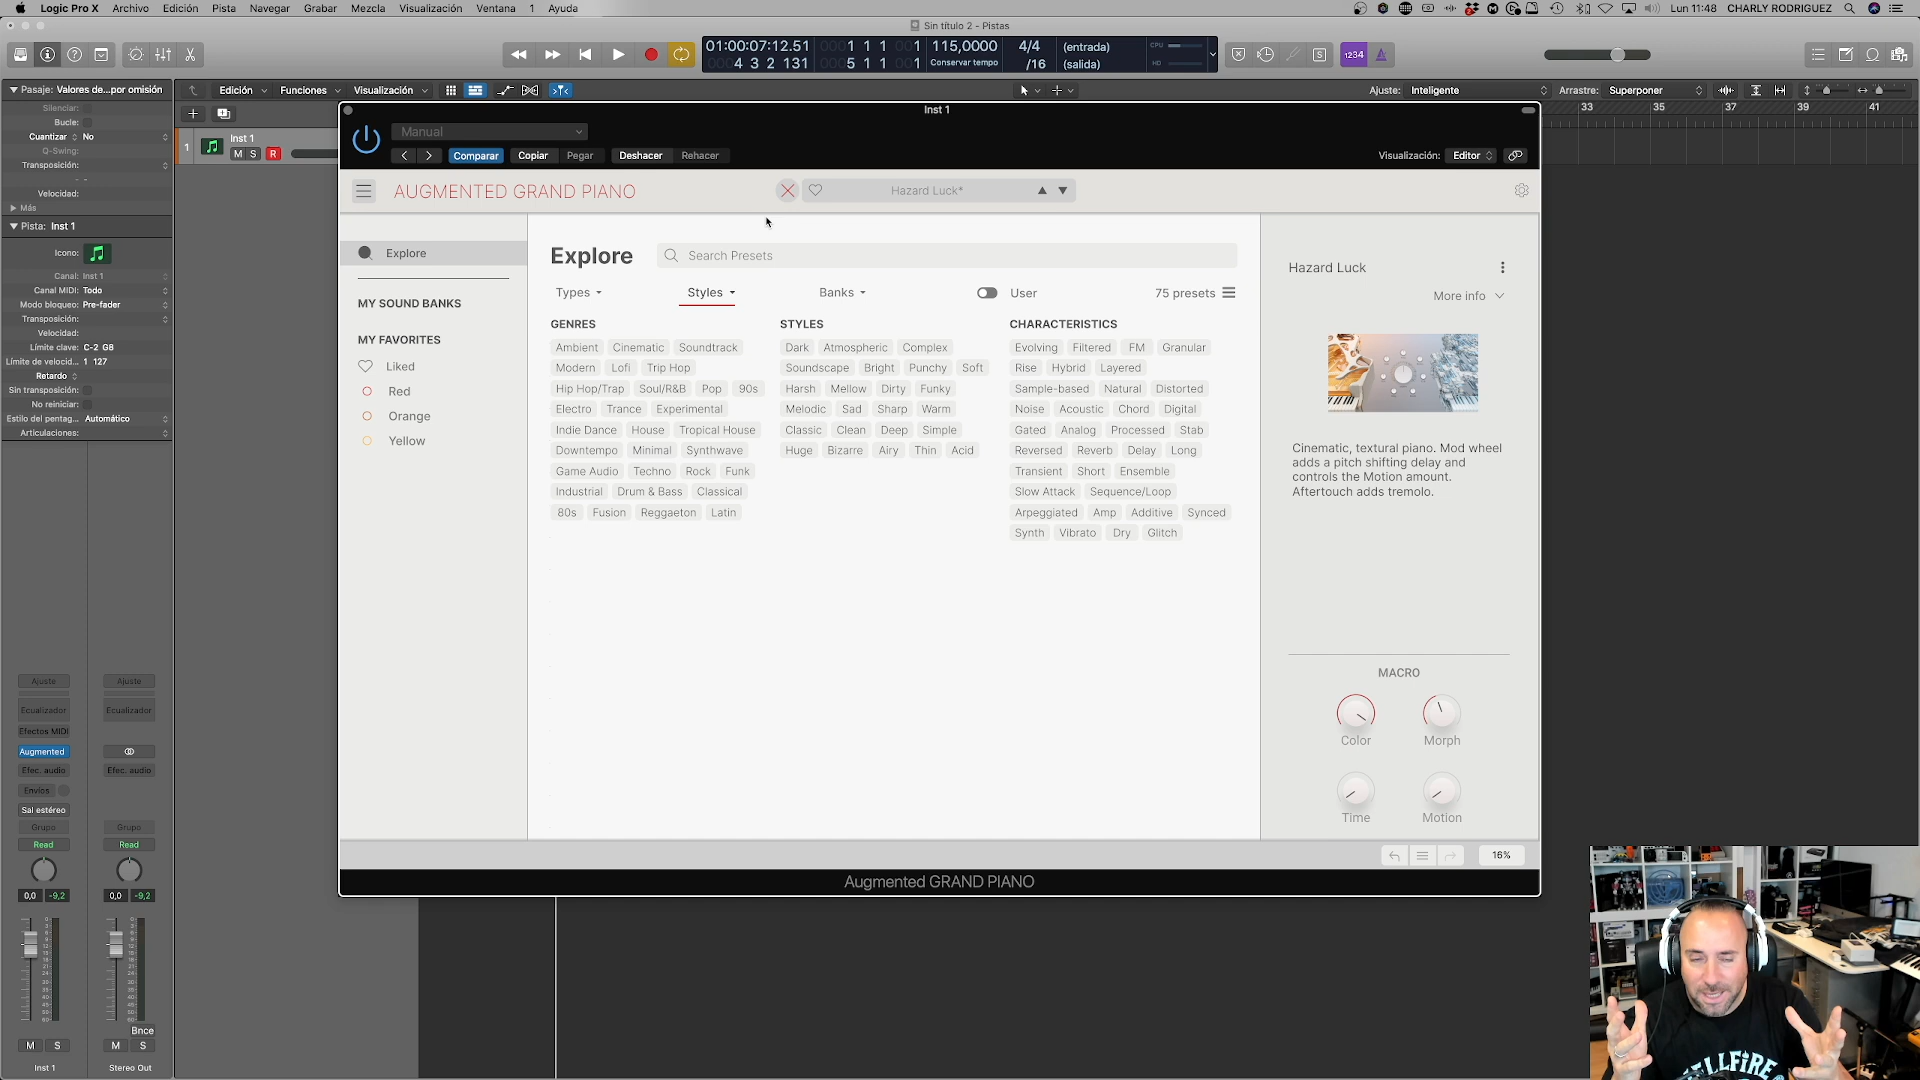 Logic Pro X Archivo Edición Pista Navegar Grabar Mezcla Visualización Ventana 1 Ayuda
Lun 11:48 CHARLY RODRIGUEZ
Sin título 2 - Pistas
01:00:07:12.51
4 3 2 131
1 1 1 1
5 1 1 1
115,0000
Conservar tempo
4/4
/16
(entrada)
(salida)
CPU
HD
1234
Pasaje: Valores de...por omisión
Edición Funciones Visualización
Ajuste: Inteligente
Arrastre: Superponer
33 35 37 39 41
Silenciar:
Bucle:
Cuantizar No
Q-Swing:
Transposición:
Velocidad:
Más
Pista: Inst 1
Icono:
Canal: Inst 1
Canal MIDI: Todo
Modo bloqueo: Pre-fader
Transposición:
Velocidad:
Límite clave: C-2 G8
Límite de velocid... 1 127
Retardo
Sin transposición:
No reiniciar:
Estilo del pentag... Automático
Articulaciones:
1 Inst 1
M S R
Inst 1
Manual
Comparar Copiar Pegar Deshacer Rehacer
Visualización: Editor
AUGMENTED GRAND PIANO
Hazard Luck*
Explore
MY SOUND BANKS
MY FAVORITES
Liked
Red
Orange
Yellow
Explore
Search Presets
Types Styles Banks User 75 presets
GENRES
Ambient Cinematic Soundtrack
Modern Lofi Trip Hop
Hip Hop/Trap Soul/R&B Pop 90s
Electro Trance Experimental
Indie Dance House Tropical House
Downtempo Minimal Synthwave
Game Audio Techno Rock Funk
Industrial Drum & Bass Classical
80s Fusion Reggaeton Latin
STYLES
Dark Atmospheric Complex
Soundscape Bright Punchy Soft
Harsh Mellow Dirty Funky
Melodic Sad Sharp Warm
Classic Clean Deep Simple
Huge Bizarre Airy Thin Acid
CHARACTERISTICS
Evolving Filtered FM Granular
Rise Hybrid Layered
Sample-based Natural Distorted
Noise Acoustic Chord Digital
Gated Analog Processed Stab
Reversed Reverb Delay Long
Transient Short Ensemble
Slow Attack Sequence/Loop
Arpeggiated Amp Additive Synced
Synth Vibrato Dry Glitch
Hazard Luck
More info
Cinematic, textural piano. Mod wheel
adds a pitch shifting delay and
controls the Motion amount.
Aftertouch adds tremolo.
MACRO
Color Morph
Time Motion
16%
Augmented GRAND PIANO
Ajuste Ajuste
Ecualizador Ecualizador
Efectos MIDI
Augmented
Efec. audio Efec. audio
Envíos
Sal estéreo
Grupo Grupo
Read Read
0,0 -9,2 0,0 -9,2
Bnce
M S M S
Inst 1 Stereo Out